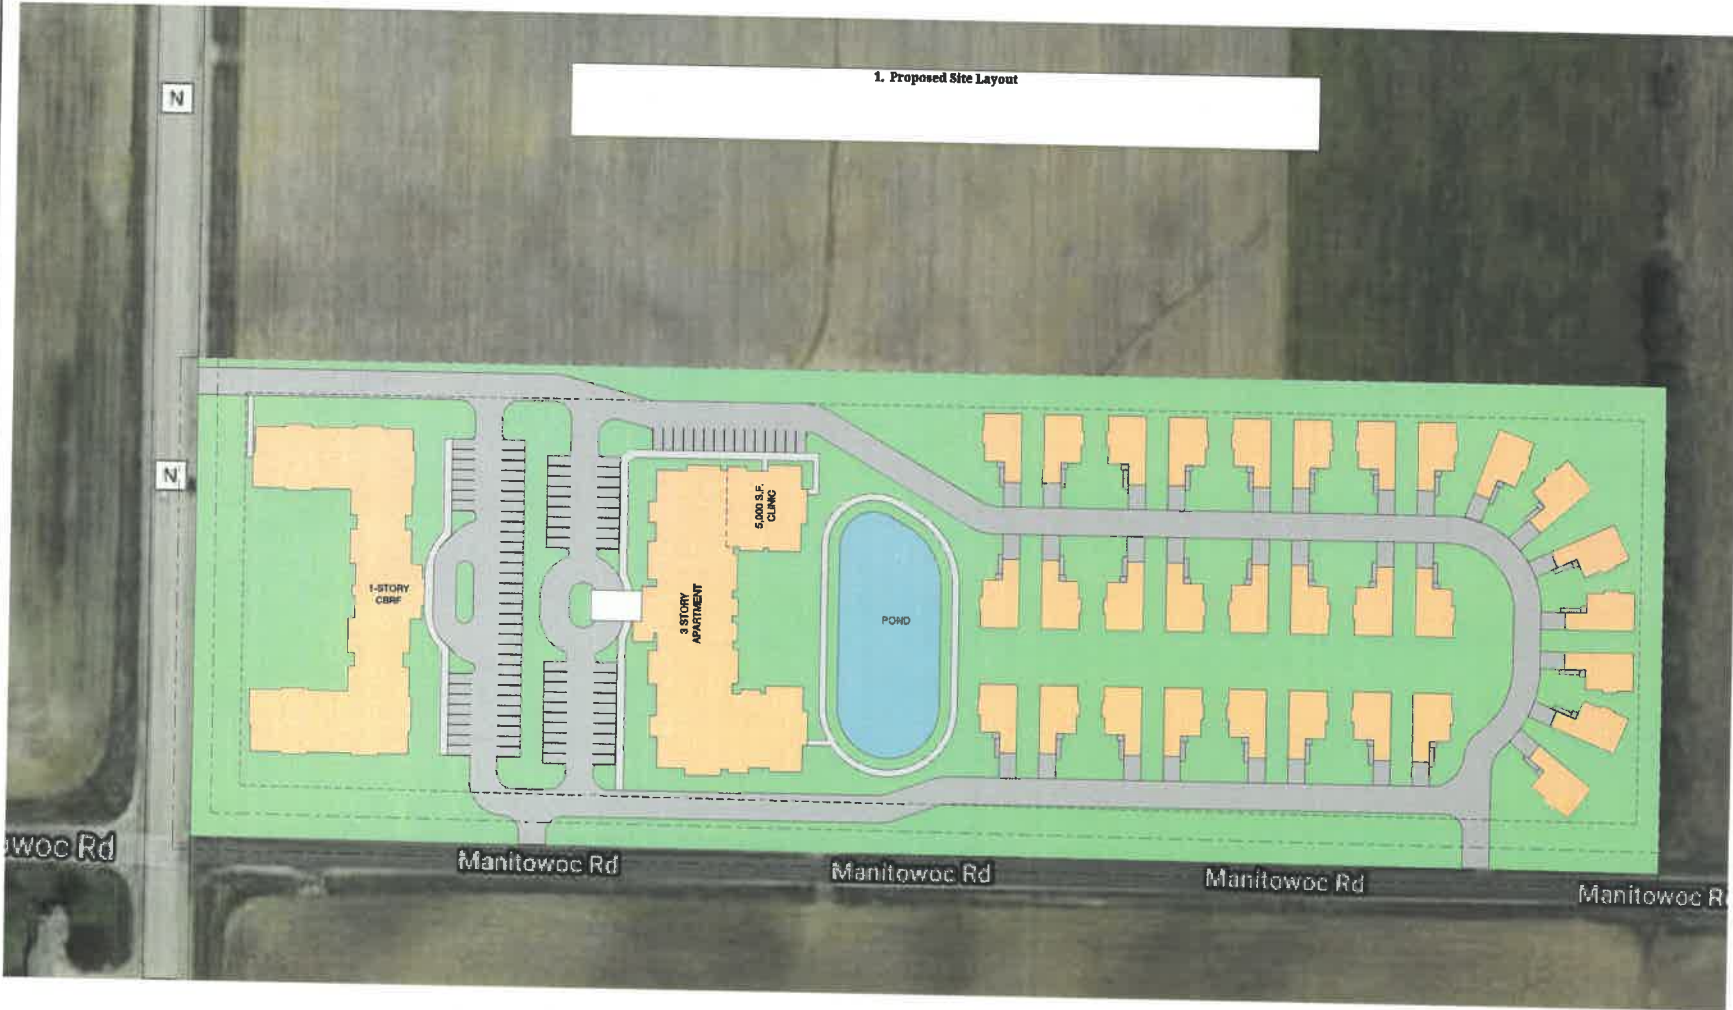 1. Proposed Site Layout
N
N
5,000 S.F.
CLINIC
1-STORY
CBRF
3 STORY
APARTMENT
POND
woc Rd
Manitowoc Rd
Manitowoc Rd
Manitowoc Rd
Manitowoc R